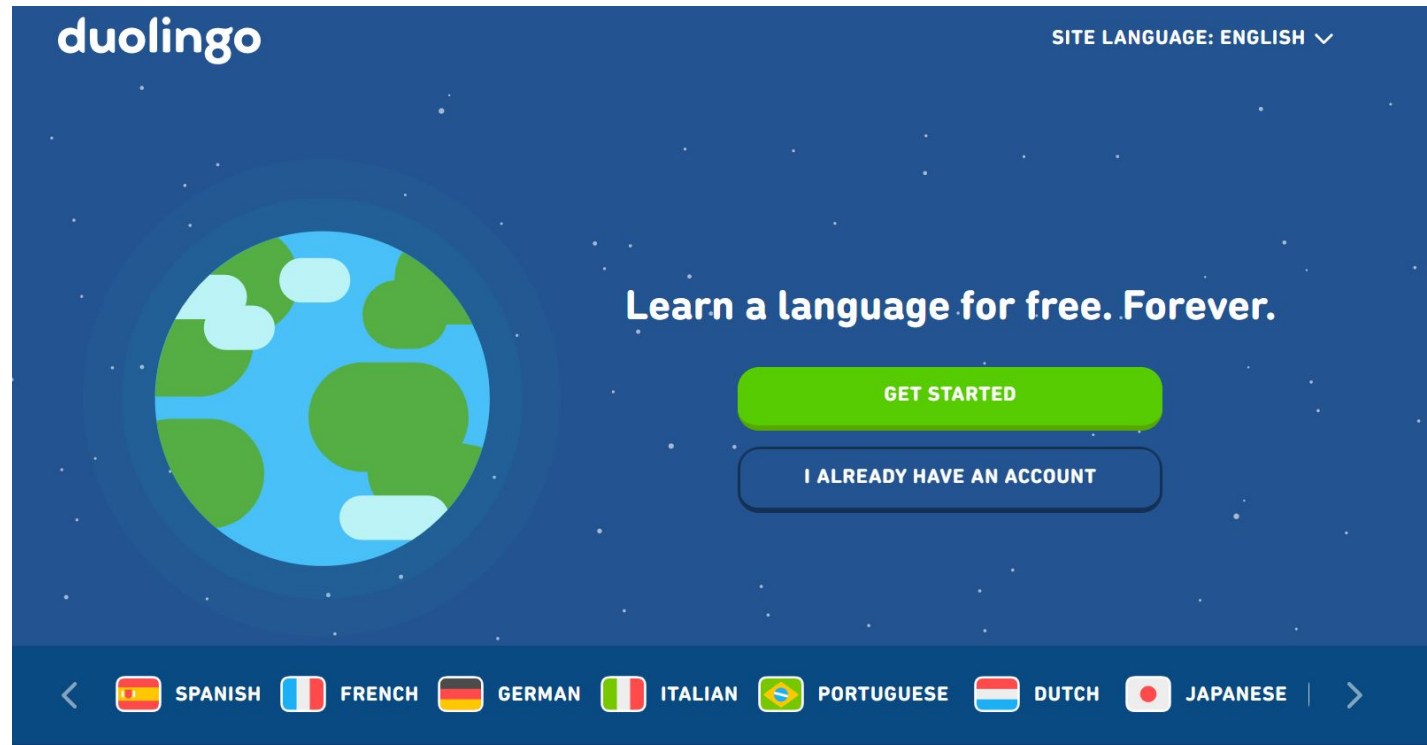 duolingo
SITE LANGUAGE: ENGLISH
Learn a language for free. Forever.
GET STARTED
I ALREADY HAVE AN ACCOUNT
SPANISH FRENCH GERMAN ITALIAN PORTUGUESE DUTCH JAPANESE